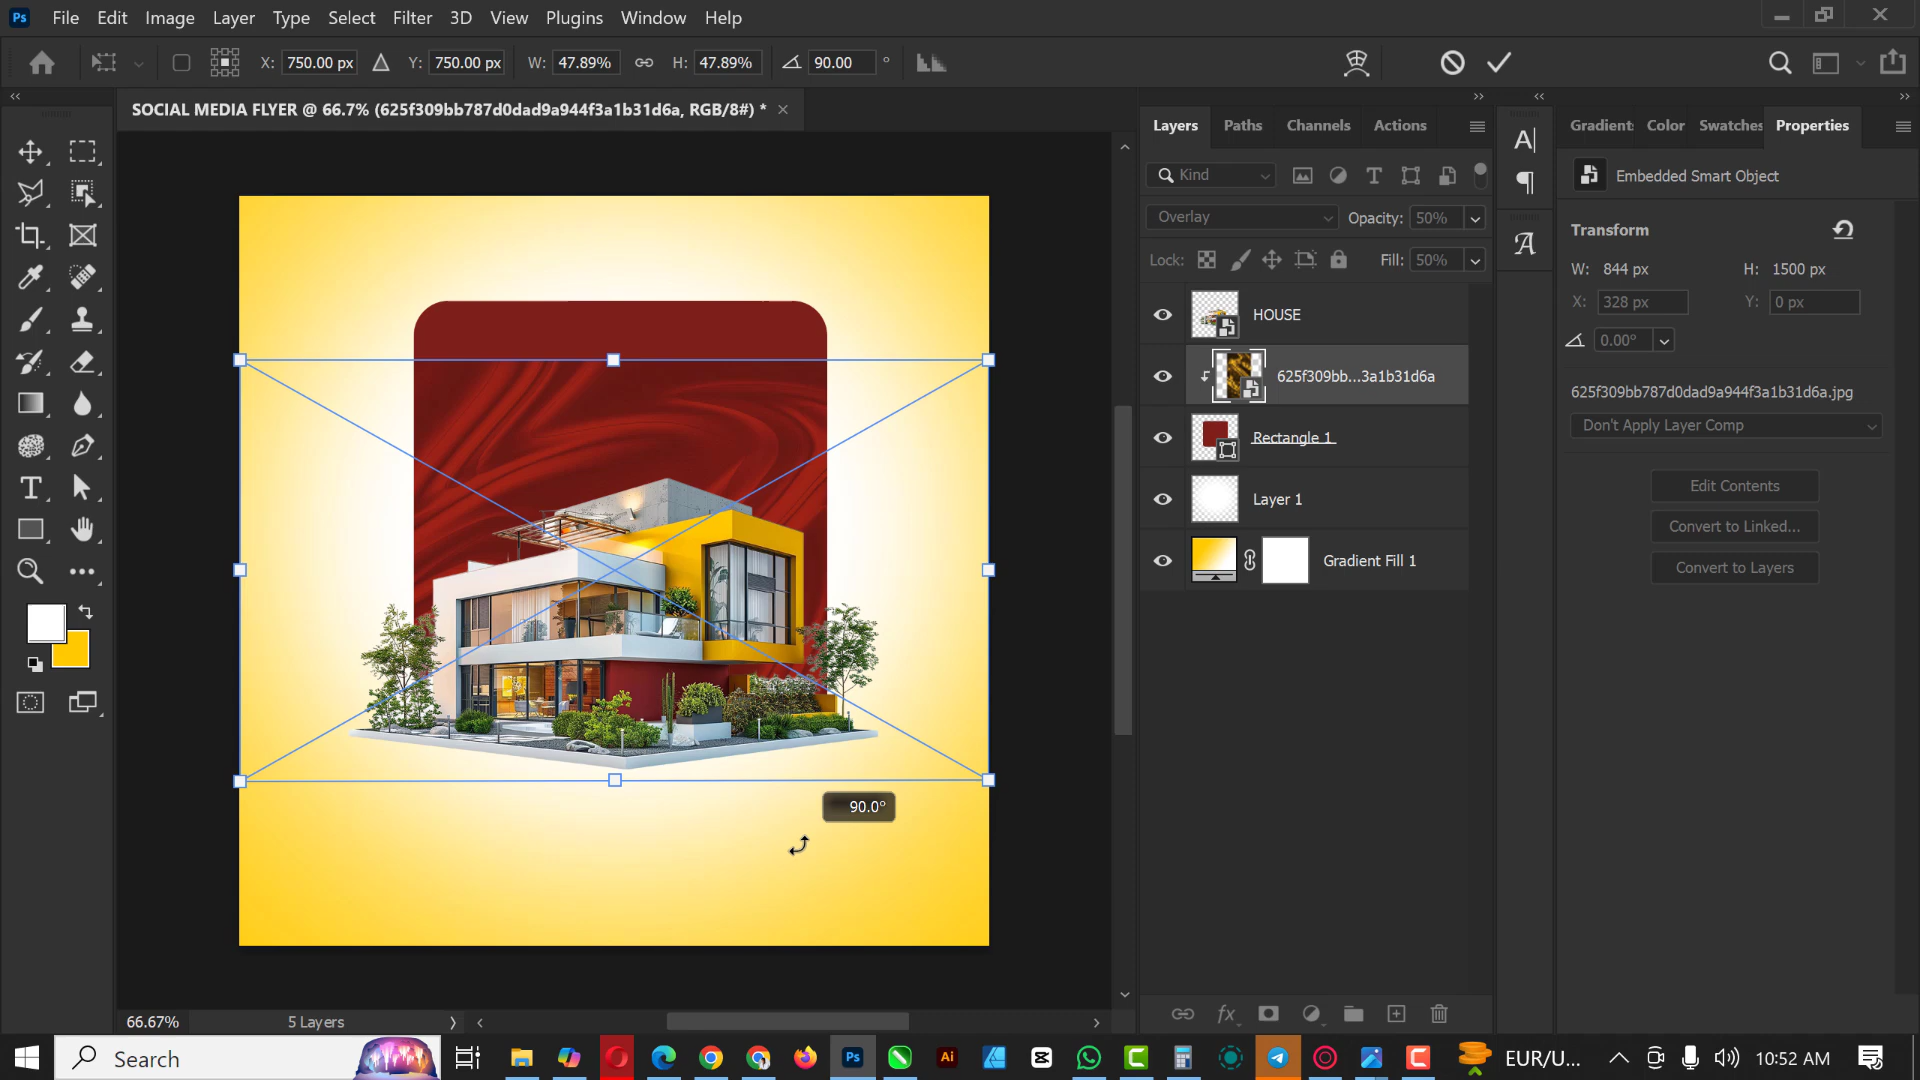 Ps File Edit Image Layer Type Select Filter 3D View Plugins Window Help
X: 750.00 px Y: 750.00 px W: 47.89% H: 47.89% 90.00 °
SOCIAL MEDIA FLYER @ 66.7% (625f309bb787d0dad9a944f3a1b31d6a, RGB/8#) *
Layers Paths Channels Actions
Gradient Color Swatches Properties
Kind
Embedded Smart Object
Overlay Opacity: 50%
Transform
Lock: Fill: 50%
W: 844 px H: 1500 px
X: 328 px Y: 0 px
0.00°
HOUSE
625f309bb...3a1b31d6a
625f309bb787d0dad9a944f3a1b31d6a.jpg
Don't Apply Layer Comp
Rectangle 1
Edit Contents
Layer 1
Convert to Linked...
Gradient Fill 1
Convert to Layers
90.0°
66.67% 5 Layers
Search
Ps
Ai
EUR/U...
10:52 AM